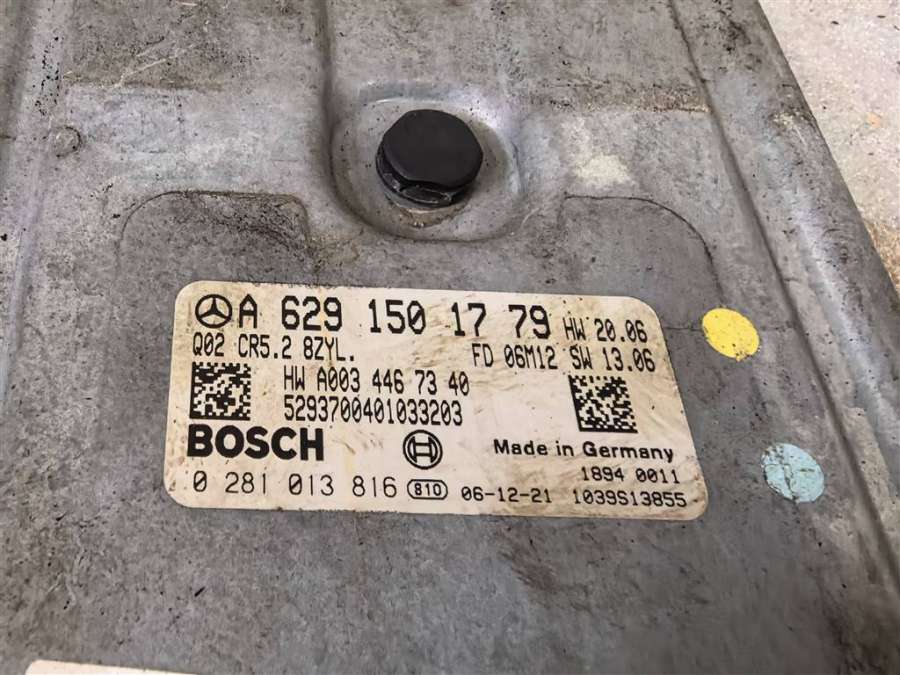 A 629 150 17 79 HW 20.06
Q02 CR5.2 8ZYL. FD 06M12 SW 13.06
HW A003 446 73 40
5293700401033203
BOSCH
Made in Germany
1894 0011
0 281 013 816 810 06-12-21 1039S13855